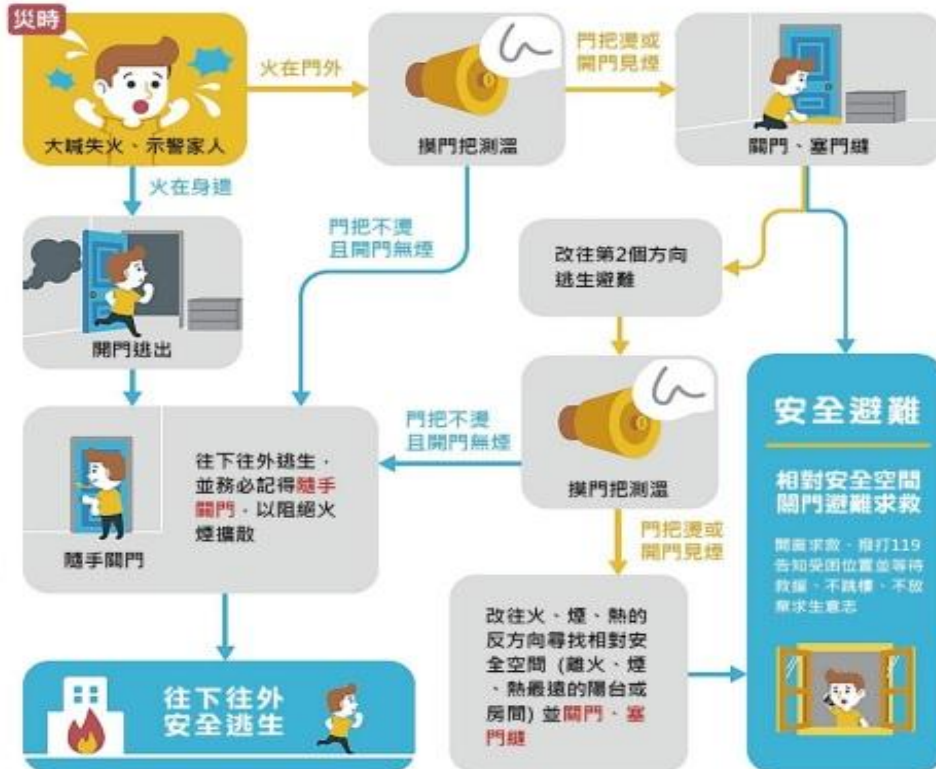 災時
大喊失火、示警家人
火在門外
摸門把測溫
門把燙或
開門見煙
關門、塞門縫
火在身邊
開門逃出
門把不燙
且開門無煙
改往第2個方向
逃生避難
摸門把測溫
門把不燙
且開門無煙
門把燙或
開門見煙
隨手關門
往下往外逃生,
並務必記得隨手
關門,以阻絕火
煙擴散
往下往外
安全逃生
改往火、煙、熱的
反方向尋找相對安
全空間 (離火、煙
、熱最遠的陽台或
房間) 並關門、塞
門縫
安全避難
相對安全空間
關門避難求救
開窗求救、撥打119
告知受困位置並等待
救援、不跳樓、不放
棄求生意志